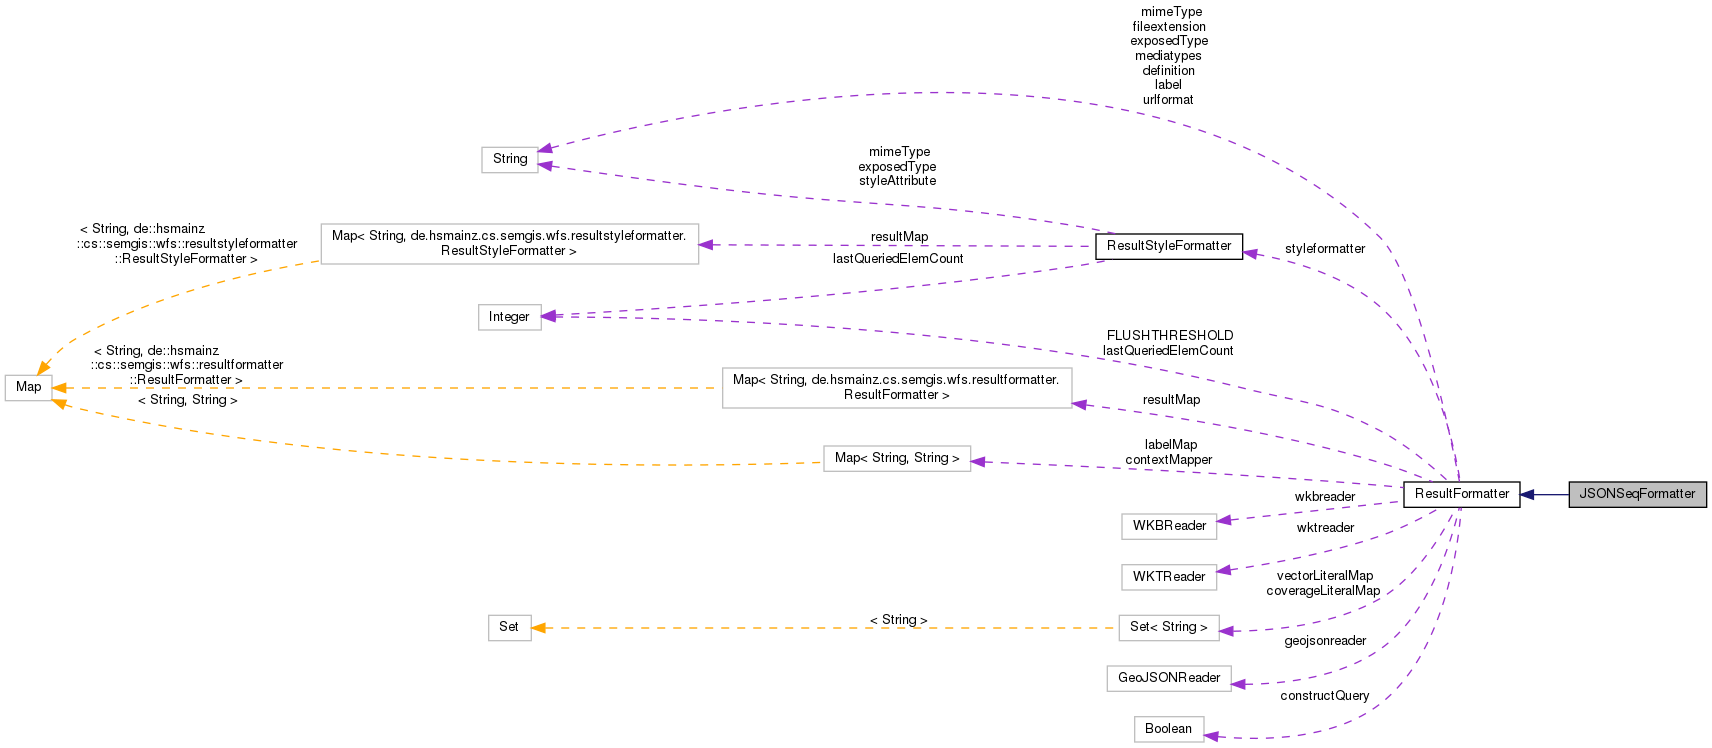 mimeType
fileextension
exposedType
mediatypes
definition
label
urlformat
String
mimeType
exposedType
styleAttribute
< String, de::hsmainz
::cs::semgis::wfs::resultstyleformatter
::ResultStyleFormatter >
Map< String, de.hsmainz.cs.semgis.wfs.resultstyleformatter.
ResultStyleFormatter >
resultMap
ResultStyleFormatter
styleformatter
lastQueriedElemCount
Integer
FLUSHTHRESHOLD
lastQueriedElemCount
< String, de::hsmainz
::cs::semgis::wfs::resultformatter
::ResultFormatter >
Map
Map< String, de.hsmainz.cs.semgis.wfs.resultformatter.
ResultFormatter >
resultMap
< String, String >
labelMap
contextMapper
Map< String, String >
ResultFormatter
JSONSeqFormatter
wkbreader
WKBReader
wktreader
WKTReader
vectorLiteralMap
coverageLiteralMap
Set
< String >
Set< String >
geojsonreader
GeoJSONReader
constructQuery
Boolean